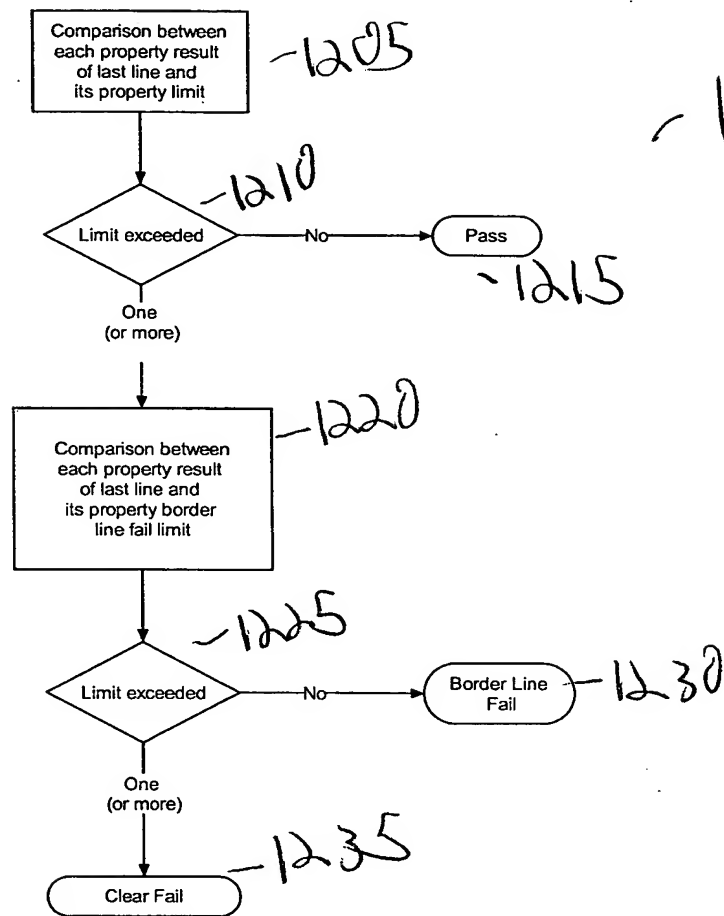 Comparison between
each property result
of last line and
its property limit
-1205
-1210
Limit exceeded
No
Pass
-1215
One
(or more)
Comparison between
each property result
of last line and
its property border
line fail limit
-1220
-1225
Limit exceeded
No
Border Line
Fail
-1230
One
(or more)
Clear Fail
-1235